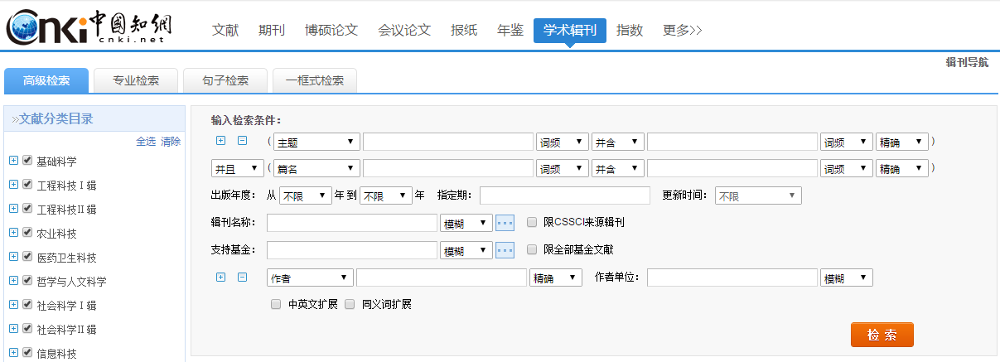 Cnki中國知網
cnki.net
文献 期刊 博硕论文 会议论文 报纸 年鉴 学术辑刊 指数 更多>>
辑刊导航
高级检索 专业检索 句子检索 一框式检索
文献分类目录
全选 清除
基础科学
工程科技Ⅰ辑
工程科技II辑
农业科技
医药卫生科技
哲学与人文科学
社会科学Ⅰ辑
社会科学II辑
信息科技
输入检索条件：
( 主题 词频 并含 词频 精确 )
并且 ( 篇名 词频 并含 词频 精确 )
出版年度： 从 不限 年 到 不限 年 指定期： 更新时间： 不限
辑刊名称： 模糊 ... 限CSSCI来源辑刊
支持基金： 模糊 ... 限全部基金文献
作者 精确 作者单位： 模糊
中英文扩展 同义词扩展
检 索